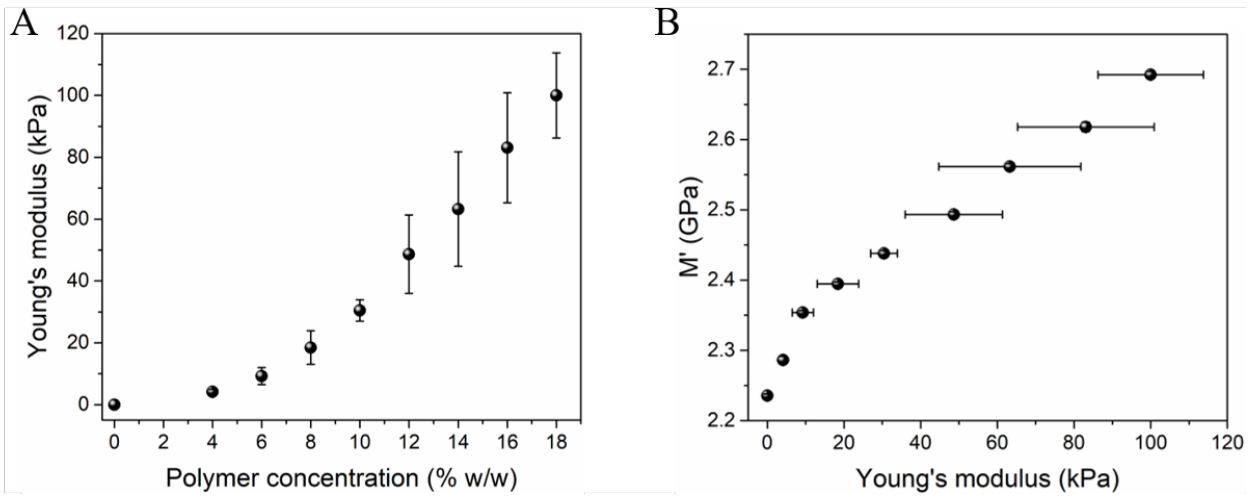 A
120
100
80
60
40
20
0
Young's modulus (kPa)
0 2 4 6 8 10 12 14 16 18
Polymer concentration (% w/w)
B
2.7
2.6
2.5
2.4
2.3
2.2
M' (GPa)
0 20 40 60 80 100 120
Young's modulus (kPa)